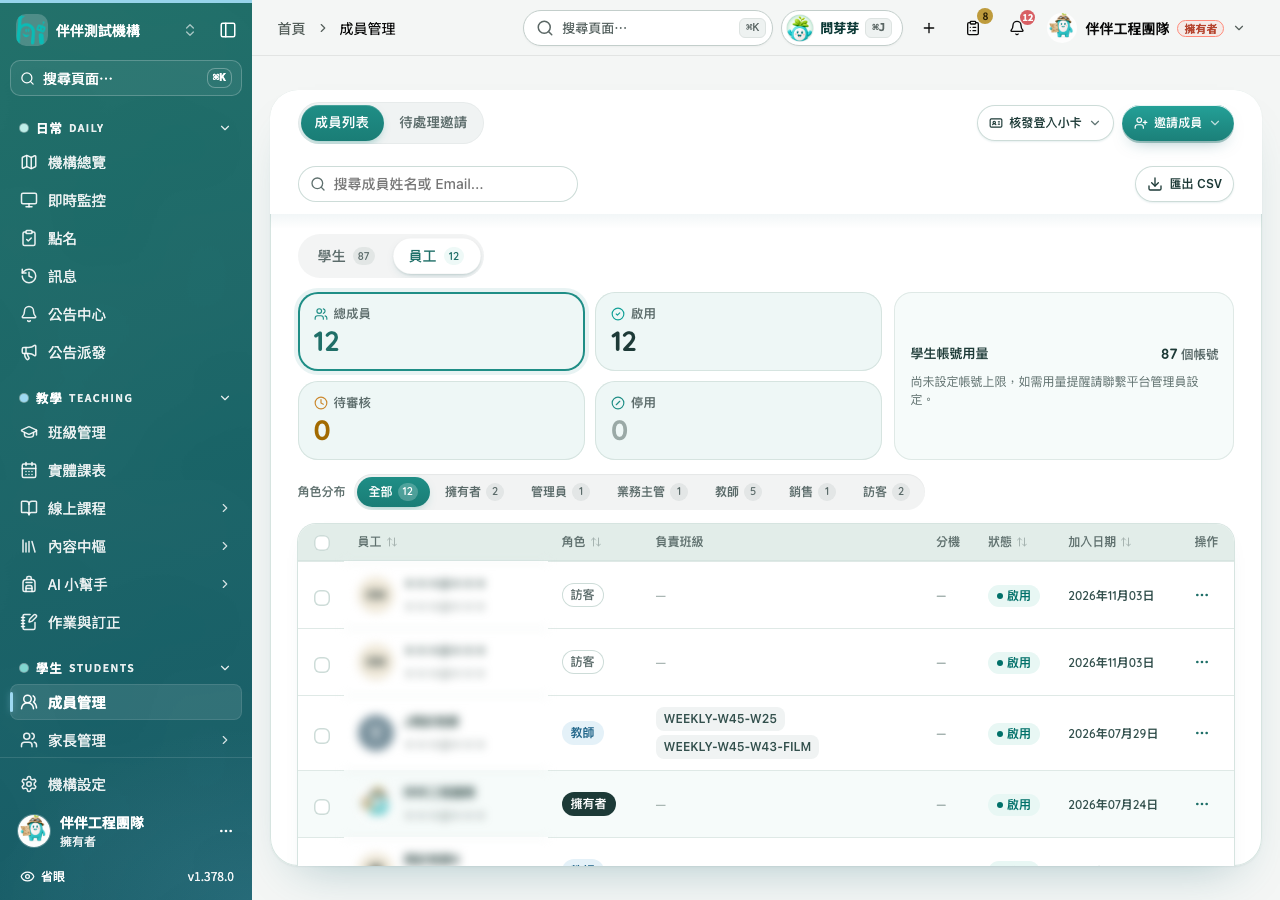 伴伴測試機構
搜尋頁面… ⌘K
日常 DAILY
機構總覽
即時監控
點名
訊息
公告中心
公告派發
教學 TEACHING
班級管理
實體課表
線上課程
內容中樞
AI 小幫手
作業與訂正
學生 STUDENTS
成員管理
家長管理
機構設定
伴伴工程團隊
擁有者
省眼 v1.378.0
首頁 > 成員管理
搜尋頁面… ⌘K
問芽芽 ⌘J
8
12
伴伴工程團隊 擁有者
成員列表 待處理邀請
核發登入小卡 邀請成員
搜尋成員姓名或 Email...
匯出 CSV
學生 87 員工 12
總成員
12
啟用
12
待審核
0
停用
0
學生帳號用量 87 個帳號
尚未設定帳號上限，如需用量提醒請聯繫平台管理員設定。
角色分布 全部 12 擁有者 2 管理員 1 業務主管 1 教師 5 銷售 1 訪客 2
員工 角色 負責班級 分機 狀態 加入日期 操作
訪客 — — 啟用 2026年11月03日 ...
訪客 — — 啟用 2026年11月03日 ...
教師 WEEKLY-W45-W25 WEEKLY-W45-W43-FILM — 啟用 2026年07月29日 ...
擁有者 — — 啟用 2026年07月24日 ...